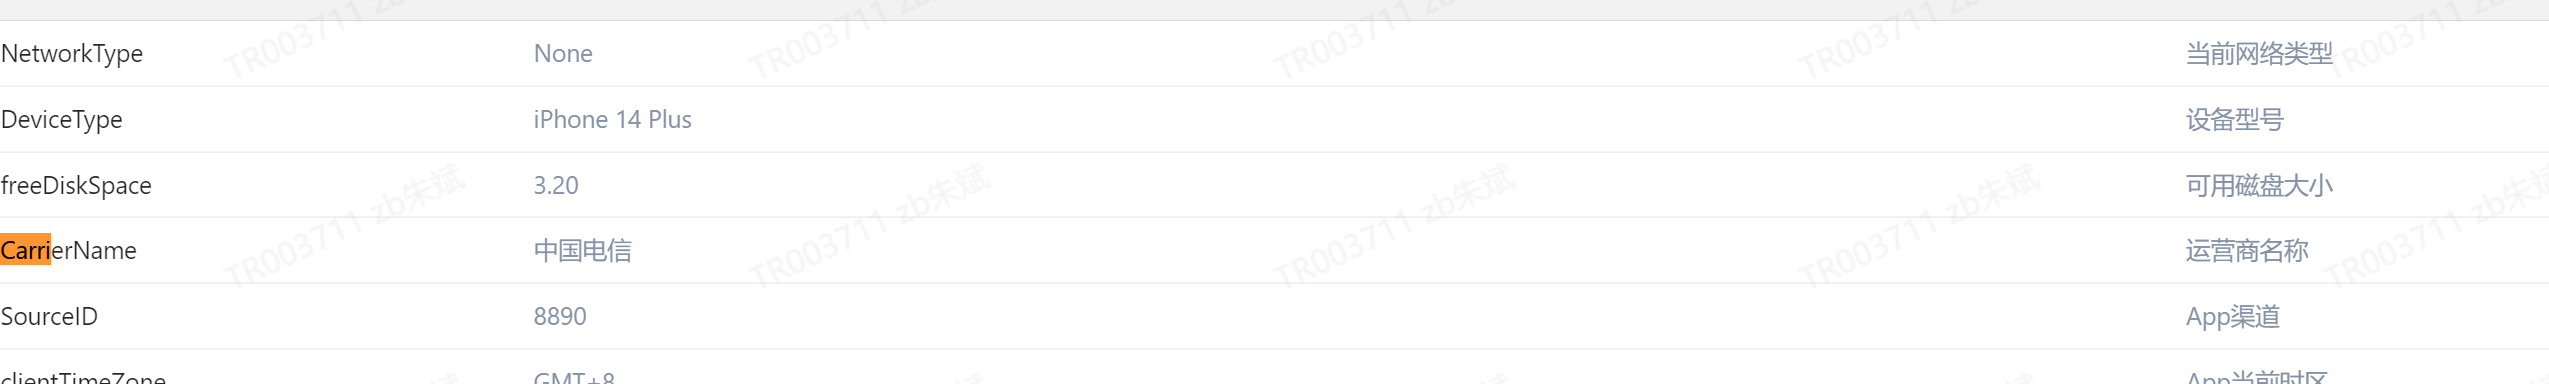 NetworkType None 当前网络类型
DeviceType iPhone 14 Plus 设备型号
freeDiskSpace 3.20 可用磁盘大小
CarrierName 中国电信 运营商名称
SourceID 8890 App渠道
clientTimeZone GMT+8 App当前时区
TR003711 zb朱斌